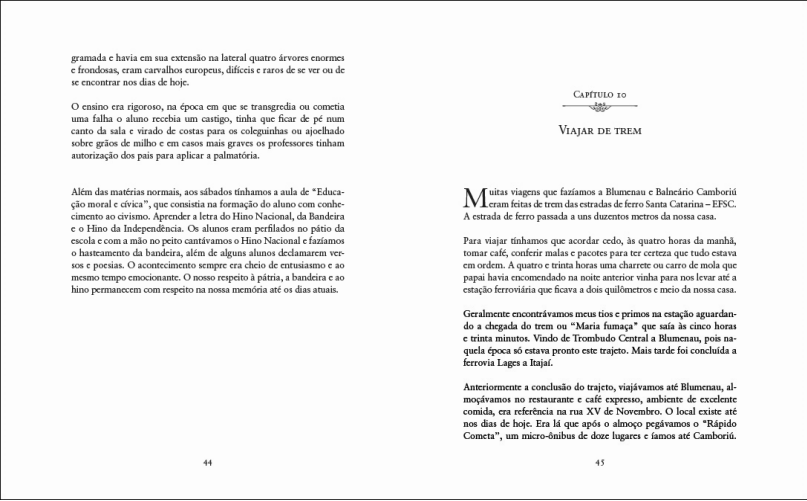 gramada e havia em sua extensão na lateral quatro árvores enormes
e frondosas, eram carvalhos europeus, difíceis e raros de se ver ou de
se encontrar nos dias de hoje.
O ensino era rigoroso, na época em que se transgredia ou cometia
uma falha o aluno recebia um castigo, tinha que ficar de pé num
canto da sala e virado de costas para os coleguinhas ou ajoelhado
sobre grãos de milho e em casos mais graves os professores tinham
autorização dos pais para aplicar a palmatória.
Além das matérias normais, aos sábados tínhamos a aula de “Educa-
ção moral e cívica”, que consistia na formação do aluno com conhe-
cimento ao civismo. Aprender a letra do Hino Nacional, da Bandeira
e o Hino da Independência. Os alunos eram perfilados no pátio da
escola e com a mão no peito cantávamos o Hino Nacional e fazíamos
o hasteamento da bandeira, além de alguns alunos declamarem ver-
sos e poesias. O acontecimento sempre era cheio de entusiasmo e ao
mesmo tempo emocionante. O nosso respeito à pátria, a bandeira e ao
hino permanecem com respeito na nossa memória até os dias atuais.
44
Capítulo 10
Viajar de trem
Muitas viagens que fazíamos a Blumenau e Balneário Camboriú
eram feitas de trem das estradas de ferro Santa Catarina – EFSC.
A estrada de ferro passada a uns duzentos metros da nossa casa.
Para viajar tínhamos que acordar cedo, às quatro horas da manhã,
tomar café, conferir malas e pacotes para ter certeza que tudo estava
em ordem. A quatro e trinta horas uma charrete ou carro de mola que
papai havia encomendado na noite anterior vinha para nos levar até a
estação ferroviária que ficava a dois quilômetros e meio da nossa casa.
Geralmente encontrávamos meus tios e primos na estação aguardan-
do a chegada do trem ou “Maria fumaça” que saía às cinco horas
e trinta minutos. Vindo de Trombudo Central a Blumenau, pois na-
quela época só estava pronto este trajeto. Mais tarde foi concluída a
ferrovia Lages a Itajaí.
Anteriormente a conclusão do trajeto, viajávamos até Blumenau, al-
moçávamos no restaurante e café expresso, ambiente de excelente
comida, era referência na rua XV de Novembro. O local existe até
nos dias de hoje. Era lá que após o almoço pegávamos o “Rápido
Cometa”, um micro-ônibus de doze lugares e íamos até Camboriú.
45